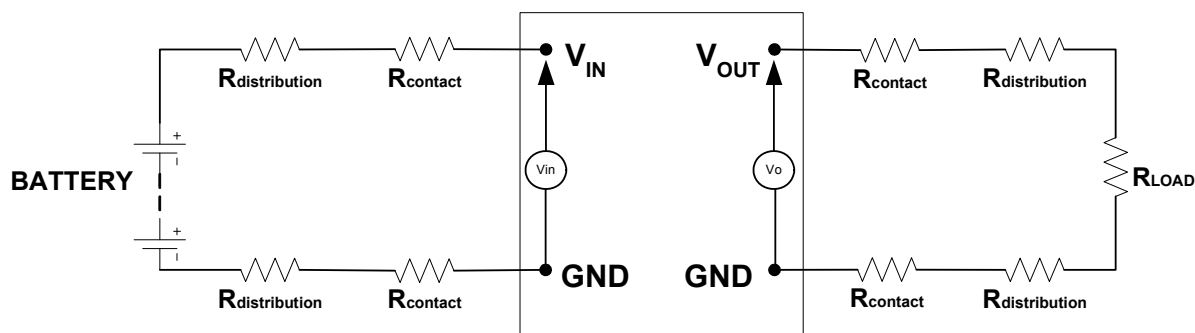 Rdistribution
Rcontact
VIN
VOUT
Rcontact
Rdistribution
+
-
BATTERY
Vin
Vo
RLOAD
+
-
Rdistribution
Rcontact
GND
GND
Rcontact
Rdistribution